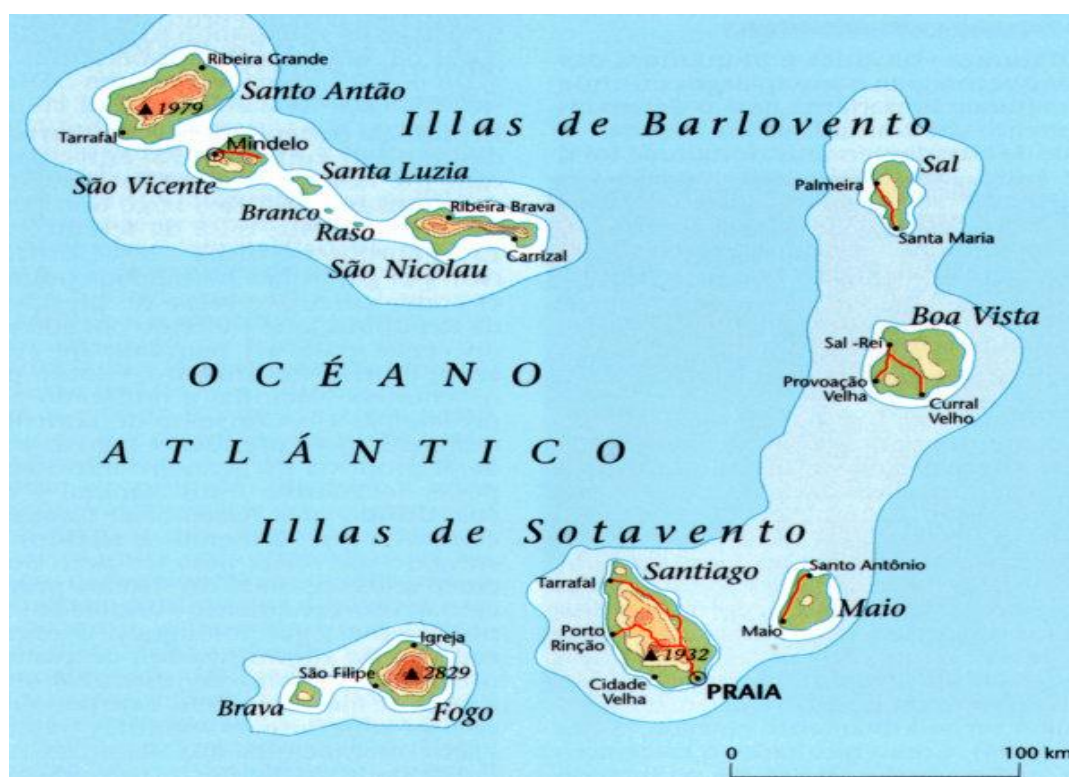 Ribeira Grande
Santo Antão
1979
Tarrafal
Mindelo
São Vicente
Santa Luzia
Branco
Raso
Ribeira Brava
São Nicolau
Carrizal
Illas de Barlovento
Sal
Palmeira
Santa Maria
Boa Vista
Sal -Rei
Provoação
Velha
Curral
Velho
OCÉANO
ATLÁNTICO
Illas de Sotavento
Santiago
Tarrafal
Porto
Rinção
1932
Cidade
Velha
PRAIA
Santo Antônio
Maio
Maio
Igreja
São Filipe
2829
Brava
Fogo
0
100 km